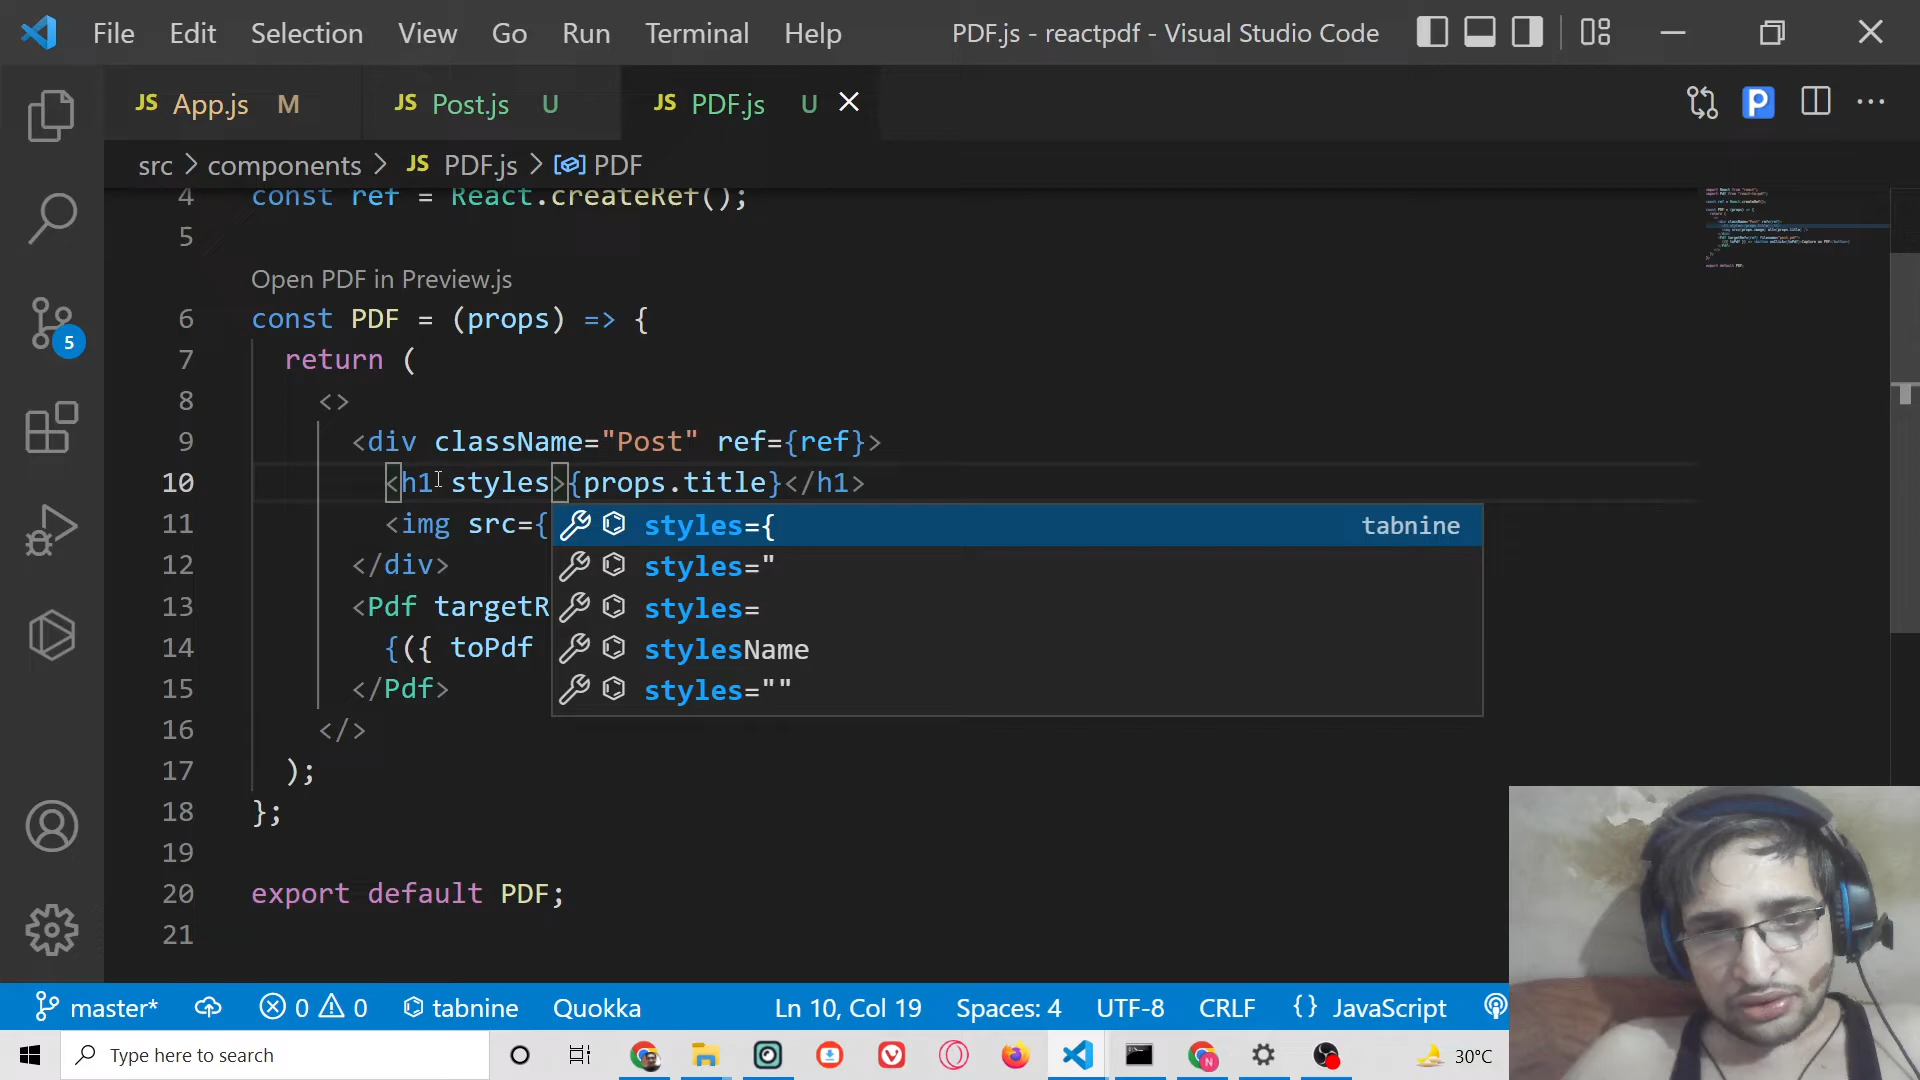 File Edit Selection View Go Run Terminal Help PDF.js - reactpdf - Visual Studio Code
JS App.js M JS Post.js U JS PDF.js U
src > components > JS PDF.js > PDF
4 const ref = React.createRef();
5
Open PDF in Preview.js
6 const PDF = (props) => {
7 return (
8 <>
9 <div className="Post" ref={ref}>
10 <h1 styles>{props.title}</h1>
11 <img src={
styles={ tabnine
styles="
12 </div>
13 <Pdf targetR
styles=
14 {({ toPdf
stylesName
15 </Pdf>
styles=""
16 </>
17 );
18 };
19
20 export default PDF;
21
5
master* 0 0 tabnine Quokka Ln 10, Col 19 Spaces: 4 UTF-8 CRLF {} JavaScript
Type here to search
30°C